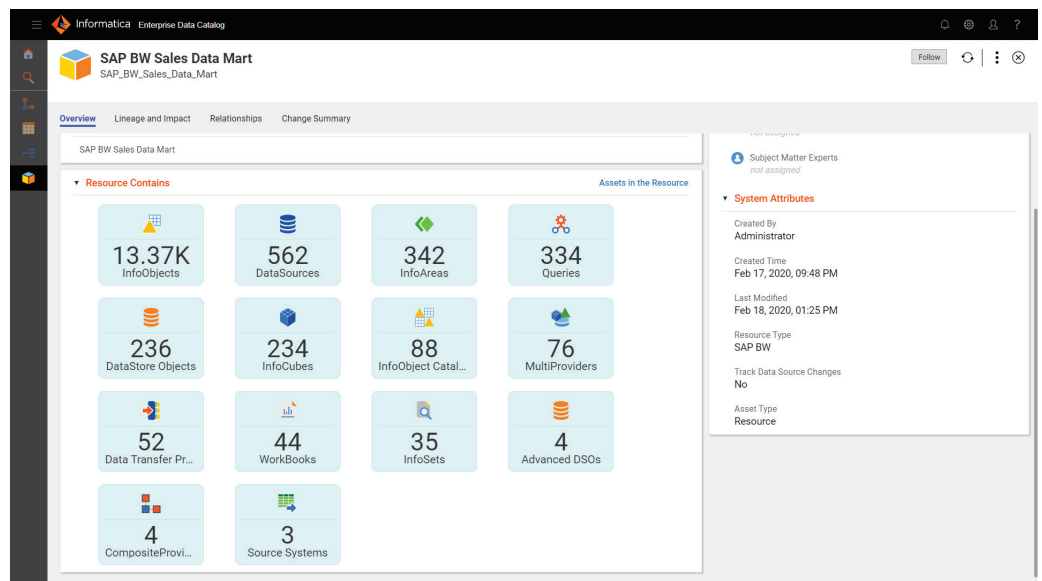 Informatica Enterprise Data Catalog
?
SAP BW Sales Data Mart
SAP_BW_Sales_Data_Mart
Follow
Overview Lineage and Impact Relationships Change Summary
SAP BW Sales Data Mart
Resource Contains
Assets in the Resource
13.37K
InfoObjects
562
DataSources
342
InfoAreas
334
Queries
236
DataStore Objects
234
InfoCubes
88
InfoObject Catal...
76
MultiProviders
52
Data Transfer Pr...
44
WorkBooks
35
InfoSets
4
Advanced DSOs
4
CompositeProvi...
3
Source Systems
not assigned
Subject Matter Experts
not assigned
System Attributes
Created By
Administrator
Created Time
Feb 17, 2020, 09:48 PM
Last Modified
Feb 18, 2020, 01:25 PM
Resource Type
SAP BW
Track Data Source Changes
No
Asset Type
Resource